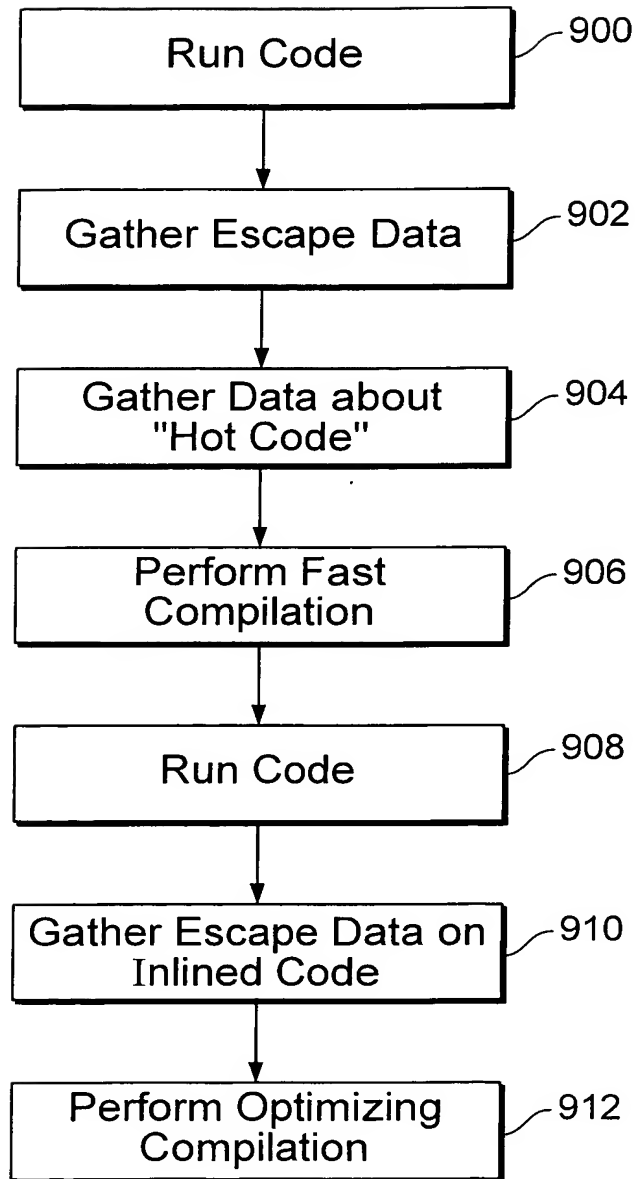 Run Code
900
Gather Escape Data
902
Gather Data about
"Hot Code"
904
Perform Fast
Compilation
906
Run Code
908
Gather Escape Data on
Inlined Code
910
Perform Optimizing
Compilation
912